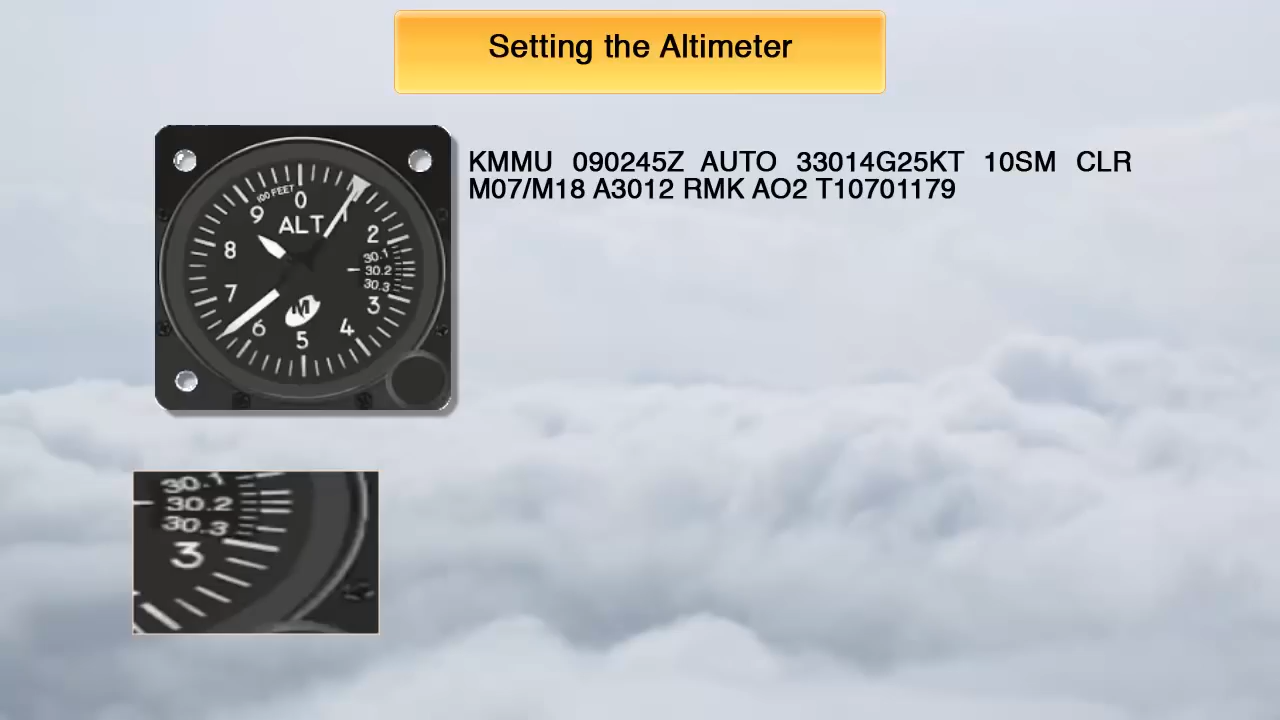 Setting the Altimeter
KMMU 090245Z AUTO 33014G25KT 10SM CLR
M07/M18 A3012 RMK AO2 T10701179
100 FEET
0
1
2
3
4
5
6
7
8
9
ALT
30.1
30.2
30.3
M
30.1
30.2
30.3
3